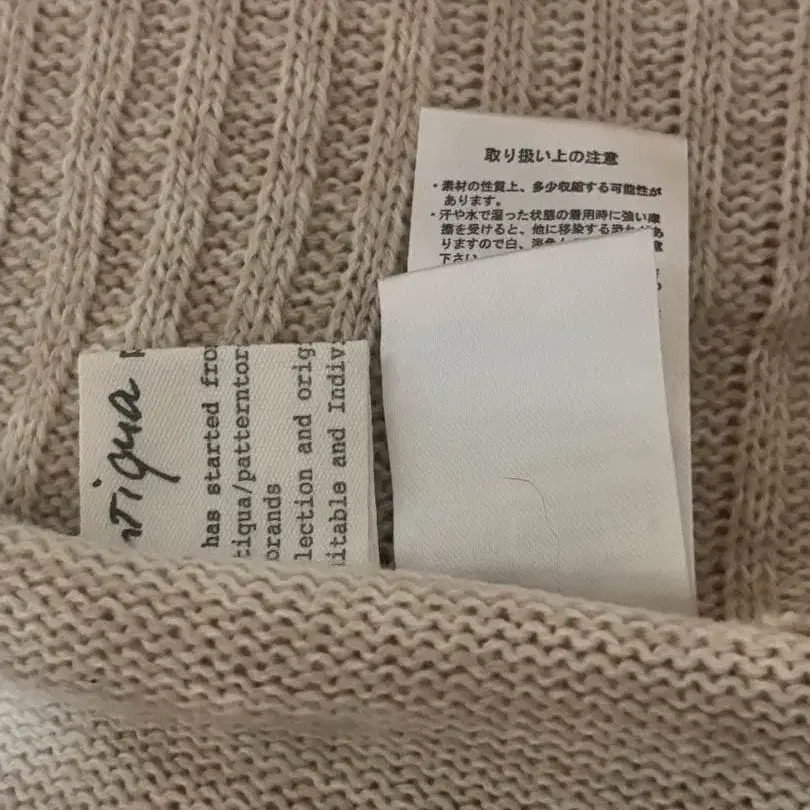 取り扱い上の注意
・素材の性質上、多少収縮する可能性が
あります。
・汗や水で湿った状態の着用時に強い摩
擦を受けると、他に移染する恐れがあ
りますので白、淡色
下さい
ntiqua
has started fro
tiqua/patterntor
brands
lection and orig
itable and Indiv